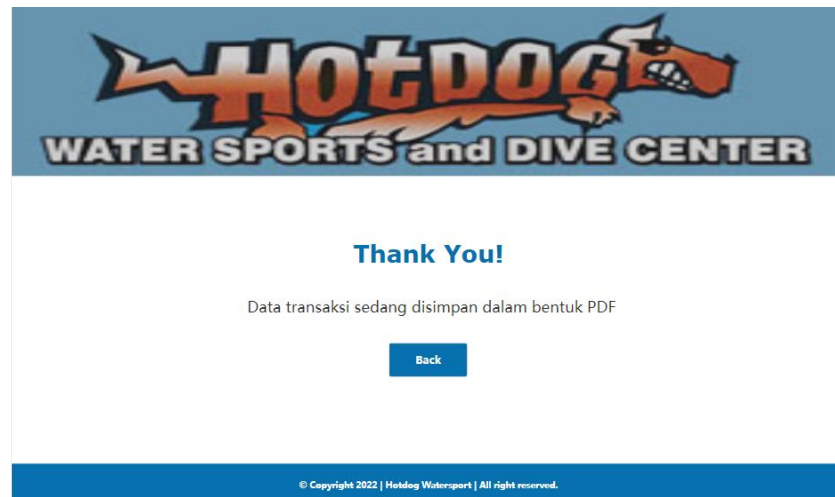 HOTDOG
WATER SPORTS and DIVE CENTER
Thank You!
Data transaksi sedang disimpan dalam bentuk PDF
Back
© Copyright 2022 | Hotdog Watersport | All right reserved.